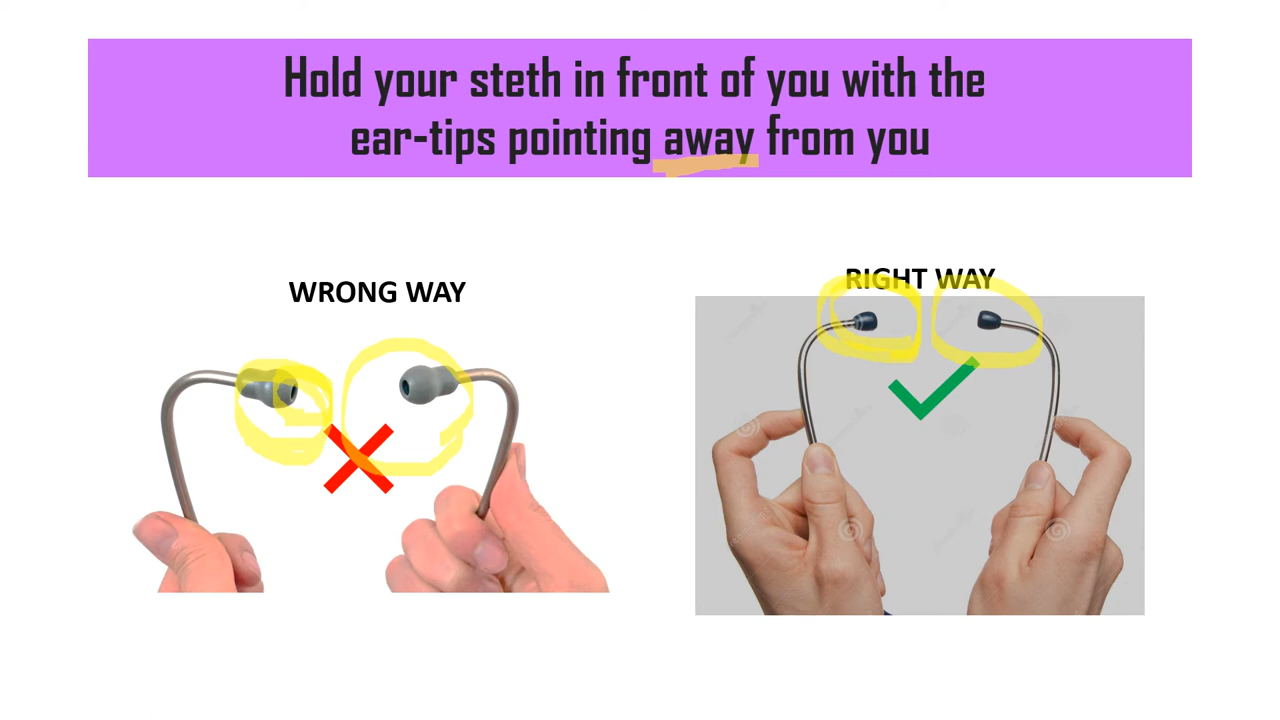 Hold your steth in front of you with the
ear-tips pointing away from you
WRONG WAY
RIGHT WAY